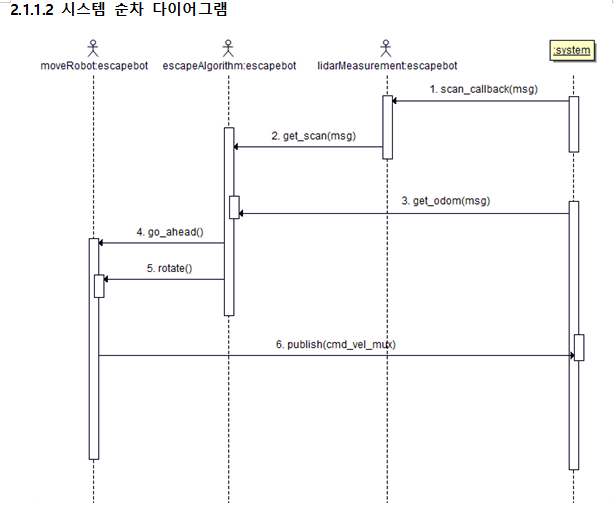 2.1.1.2 시스템 순차 다이어그램
moveRobot:escapebot
escapeAlgorithm:escapebot
lidarMeasurement:escapebot
:system
1. scan_callback(msg)
2. get_scan(msg)
3. get_odom(msg)
4. go_ahead()
5. rotate()
6. publish(cmd_vel_mux)